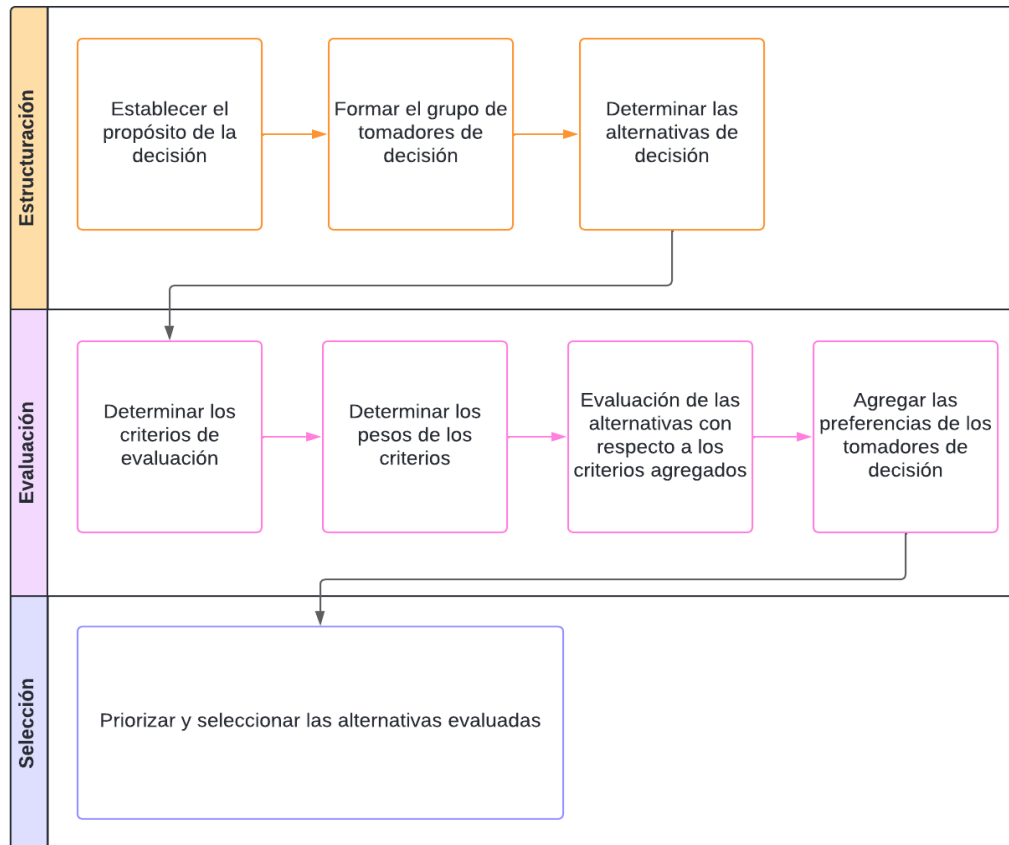 Estructuración
Establecer el
propósito de la
decisión
Formar el grupo de
tomadores de
decisión
Determinar las
alternativas de
decisión
Evaluación
Determinar los
criterios de
evaluación
Determinar los
pesos de los
criterios
Evaluación de las
alternativas con
respecto a los
criterios agregados
Agregar las
preferencias de los
tomadores de
decisión
Selección
Priorizar y seleccionar las alternativas evaluadas